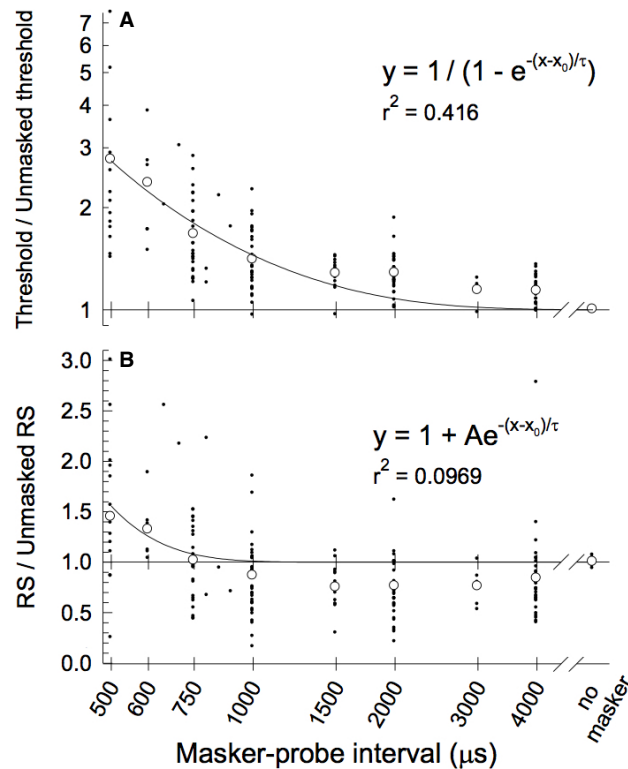 A
Threshold / Unmasked threshold
7
6
5
4
3
2
1
y = 1 / (1 - e^-(x-x₀)/τ)
r² = 0.416
B
RS / Unmasked RS
3.0
2.5
2.0
1.5
1.0
0.5
0.0
y = 1 + Ae^-(x-x₀)/τ
r² = 0.0969
500
600
750
1000
1500
2000
3000
4000
no
masker
Masker-probe interval (μs)